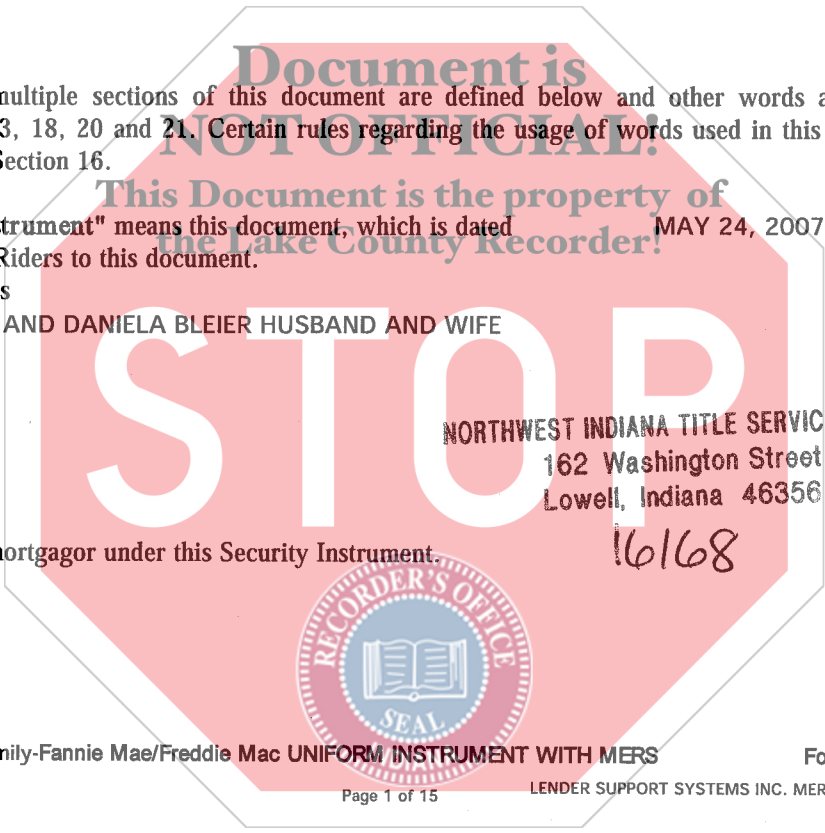 Document is
multiple sections of this document are defined below and other words a
3, 18, 20 and 21. Certain rules regarding the usage of words used in this
NOT OFFICIAL!
Section 16.
This Document is the property of
trument" means this document, which is dated MAY 24, 2007
the Lake County Recorder!
Riders to this document.
s
AND DANIELA BLEIER HUSBAND AND WIFE
STOP
NORTHWEST INDIANA TITLE SERVIC
162 Washington Street
Lowell, Indiana 46356
16168
ortgagor under this Security Instrument.
RECORDER'S OFFICE
SEAL
INDIANA
mily-Fannie Mae/Freddie Mac UNIFORM INSTRUMENT WITH MERS Fo
Page 1 of 15 LENDER SUPPORT SYSTEMS INC. MER